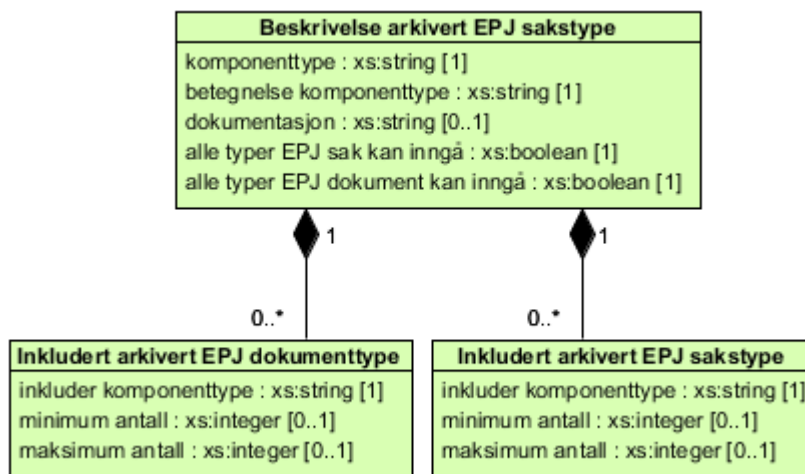 Beskrivelse arkivert EPJ sakstype
komponenttype : xs:string [1]
betegnelse komponenttype : xs:string [1]
dokumentasjon : xs:string [0..1]
alle typer EPJ sak kan inngå : xs:boolean [1]
alle typer EPJ dokument kan inngå : xs:boolean [1]
1
1
0..*
0..*
Inkludert arkivert EPJ dokumenttype
inkluder komponenttype : xs:string [1]
minimum antall : xs:integer [0..1]
maksimum antall : xs:integer [0..1]
Inkludert arkivert EPJ sakstype
inkluder komponenttype : xs:string [1]
minimum antall : xs:integer [0..1]
maksimum antall : xs:integer [0..1]